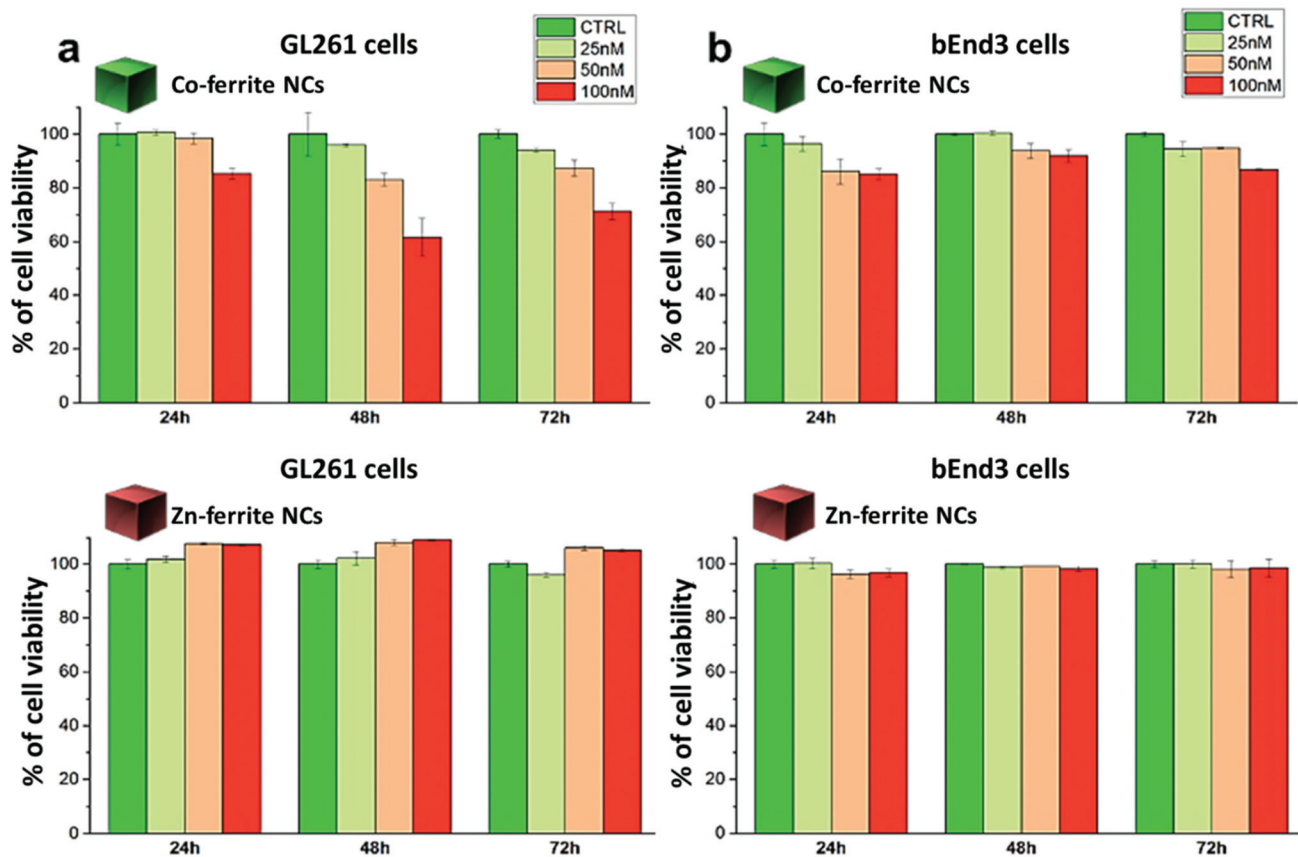 a
GL261 cells
Co-ferrite NCs
CTRL
25nM
50nM
100nM
% of cell viability
100
80
60
40
20
0
24h 48h 72h
b
bEnd3 cells
Co-ferrite NCs
CTRL
25nM
50nM
100nM
% of cell viability
100
80
60
40
20
0
24h 48h 72h
GL261 cells
Zn-ferrite NCs
% of cell viability
100
80
60
40
20
0
24h 48h 72h
bEnd3 cells
Zn-ferrite NCs
% of cell viability
100
80
60
40
20
0
24h 48h 72h